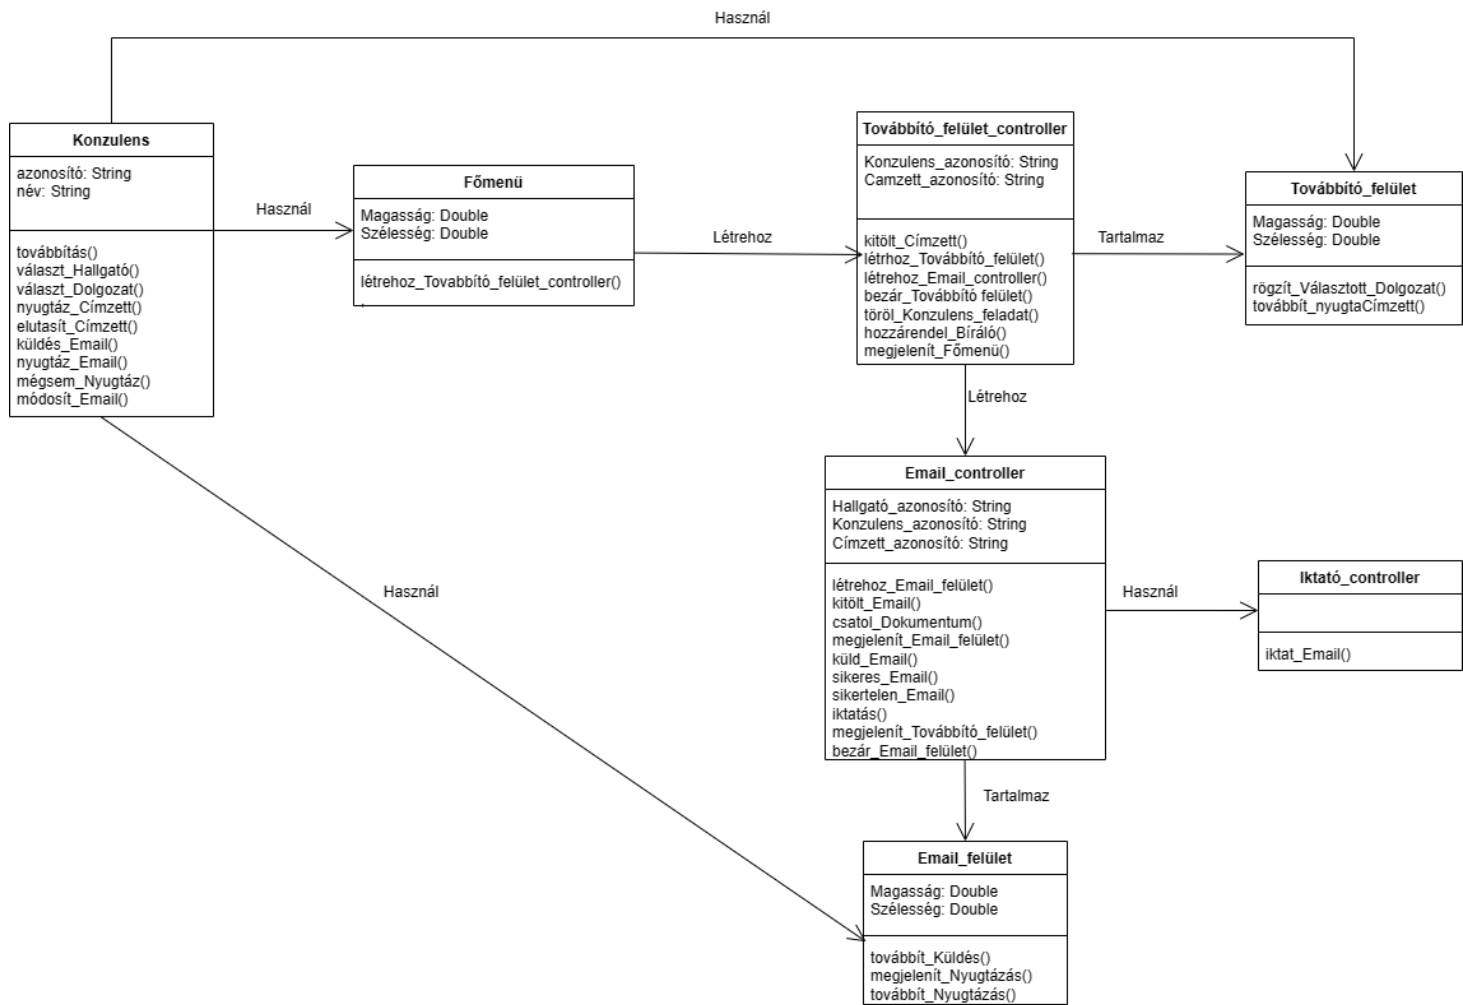 Használ
Konzulens
azonosító: String
név: String
továbbítás()
választ_Hallgató()
választ_Dolgozat()
nyugtáz_Címzett()
elutasít_Címzett()
küldés_Email()
nyugtáz_Email()
mégsem_Nyugtáz()
módosít_Email()
Használ
Főmenü
Magasság: Double
Szélesség: Double
létrehoz_Tovabbító_felület_controller()
Létrehoz
Továbbító_felület_controller
Konzulens_azonosító: String
Camzett_azonosító: String
kitölt_Címzett()
létrhoz_Továbbító_felület()
létrehoz_Email_controller()
bezár_Továbbító felület()
töröl_Konzulens_feladat()
hozzárendel_Bíráló()
megjelenít_Főmenü()
Tartalmaz
Továbbító_felület
Magasság: Double
Szélesség: Double
rögzít_Választott_Dolgozat()
továbbít_nyugtaCímzett()
Létrehoz
Email_controller
Hallgató_azonosító: String
Konzulens_azonosító: String
Címzett_azonosító: String
létrehoz_Email_felület()
kitölt_Email()
csatol_Dokumentum()
megjelenít_Email_felület()
küld_Email()
sikeres_Email()
sikertelen_Email()
iktatás()
megjelenít_Továbbító_felület()
bezár_Email_felület()
Használ
Iktató_controller
iktat_Email()
Használ
Tartalmaz
Email_felület
Magasság: Double
Szélesség: Double
továbbít_Küldés()
megjelenít_Nyugtázás()
továbbít_Nyugtázás()